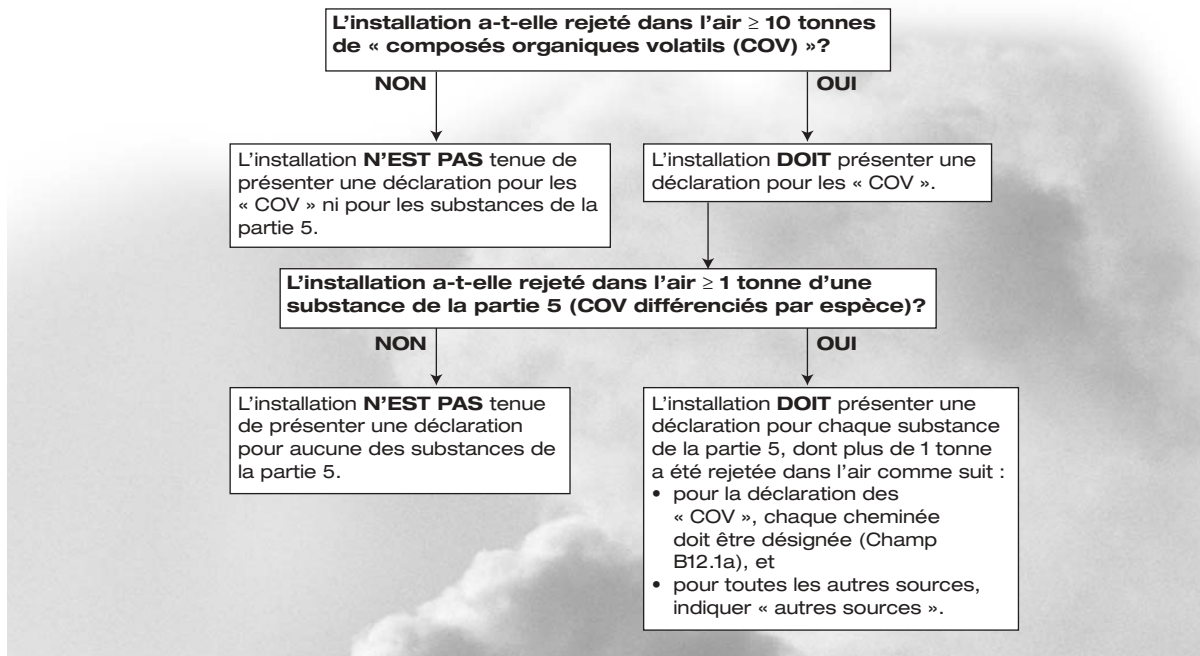 L'installation a-t-elle rejeté dans l'air ≥ 10 tonnes
de « composés organiques volatils (COV) »?
NON
OUI
L'installation N'EST PAS tenue de
présenter une déclaration pour les
« COV » ni pour les substances de la
partie 5.
L'installation DOIT présenter une
déclaration pour les « COV ».
L'installation a-t-elle rejeté dans l'air ≥ 1 tonne d'une
substance de la partie 5 (COV différenciés par espèce)?
NON
OUI
L'installation N'EST PAS tenue
de présenter une déclaration
pour aucune des substances de
la partie 5.
L'installation DOIT présenter une
déclaration pour chaque substance
de la partie 5, dont plus de 1 tonne
a été rejetée dans l'air comme suit :
• pour la déclaration des
« COV », chaque cheminée
doit être désignée (Champ
B12.1a), et
• pour toutes les autres sources,
indiquer « autres sources ».